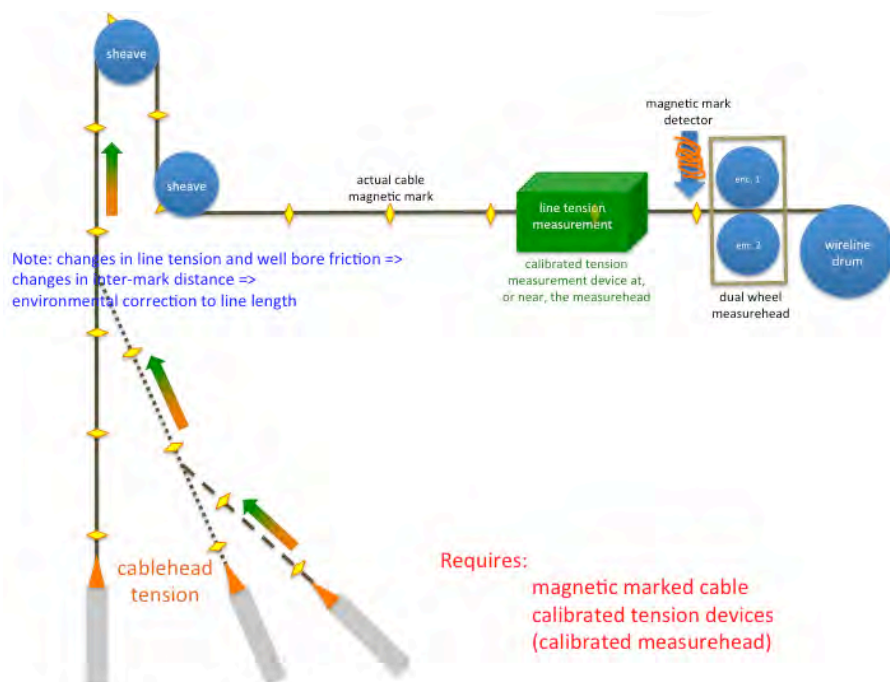 sheave
magnetic mark
detector
enc. 1
sheave
actual cable
magnetic mark
line tension
measurement
enc. 2
wireline
drum
Note: changes in line tension and well bore friction =>
changes in inter-mark distance =>
environmental correction to line length
calibrated tension
measurement device at,
or near, the measurehead
dual wheel
measurehead
cablehead
tension
Requires:
magnetic marked cable
calibrated tension devices
(calibrated measurehead)